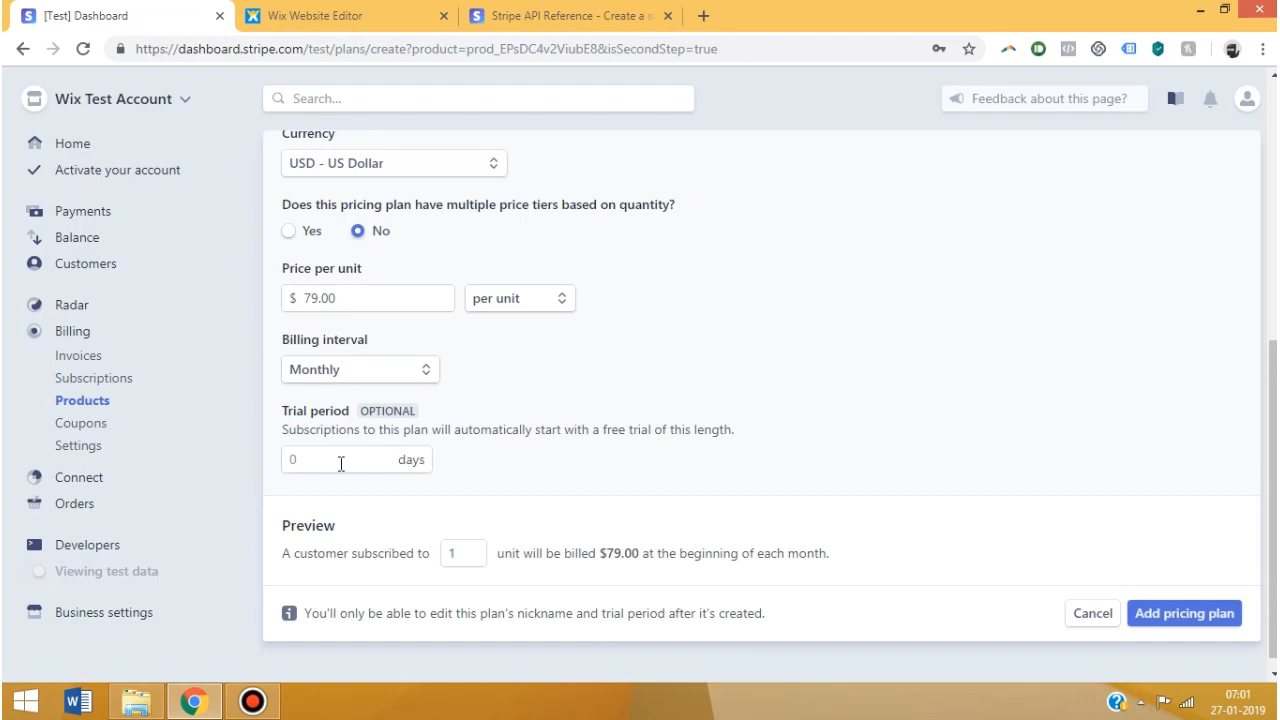 [Test] Dashboard
Wix Website Editor
Stripe API Reference - Create a s
https://dashboard.stripe.com/test/plans/create?product=prod_EPsDC4v2ViubE8&isSecondStep=true
Wix Test Account
Search...
Feedback about this page?
Home
Activate your account
Payments
Balance
Customers
Radar
Billing
Invoices
Subscriptions
Products
Coupons
Settings
Connect
Orders
Developers
Viewing test data
Business settings
Currency
USD - US Dollar
Does this pricing plan have multiple price tiers based on quantity?
Yes No
Price per unit
$ 79.00 per unit
Billing interval
Monthly
Trial period OPTIONAL
Subscriptions to this plan will automatically start with a free trial of this length.
0 days
Preview
A customer subscribed to 1 unit will be billed $79.00 at the beginning of each month.
You'll only be able to edit this plan's nickname and trial period after it's created.
Cancel Add pricing plan
07:01
27-01-2019